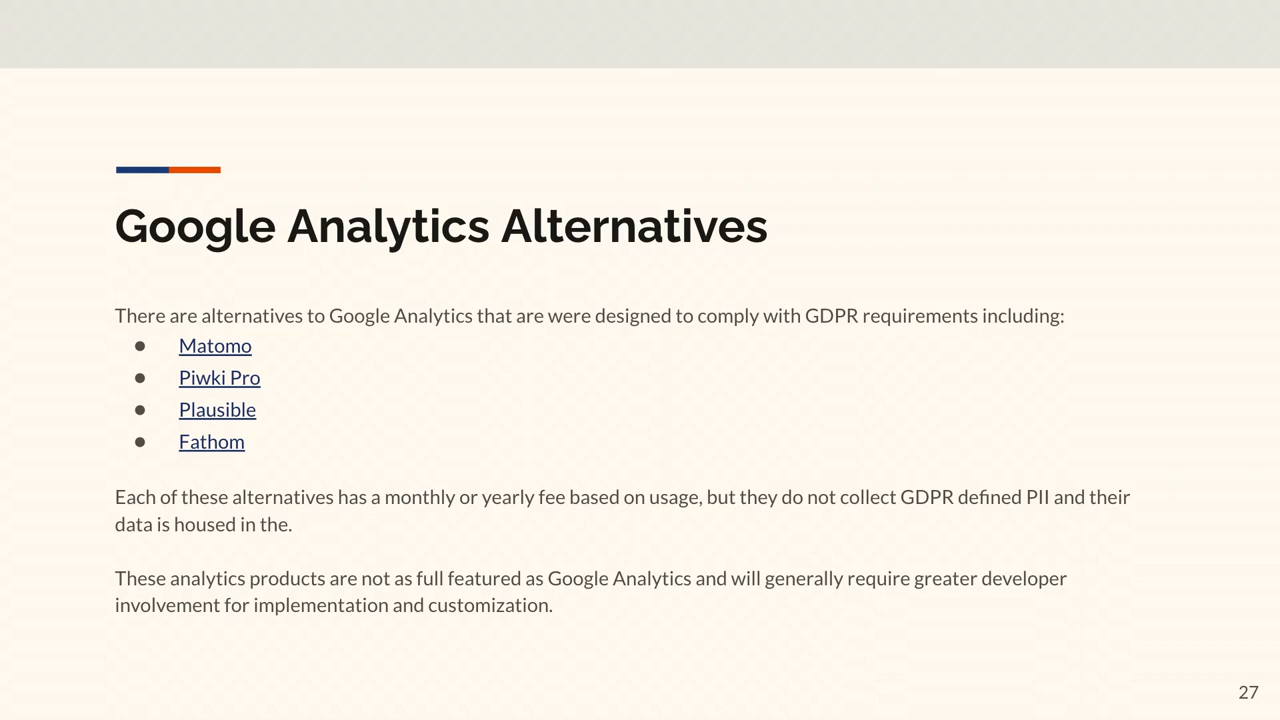 Google Analytics Alternatives
There are alternatives to Google Analytics that are were designed to comply with GDPR requirements including:
● Matomo
● Piwki Pro
● Plausible
● Fathom
Each of these alternatives has a monthly or yearly fee based on usage, but they do not collect GDPR defined PII and their
data is housed in the.
These analytics products are not as full featured as Google Analytics and will generally require greater developer
involvement for implementation and customization.
27